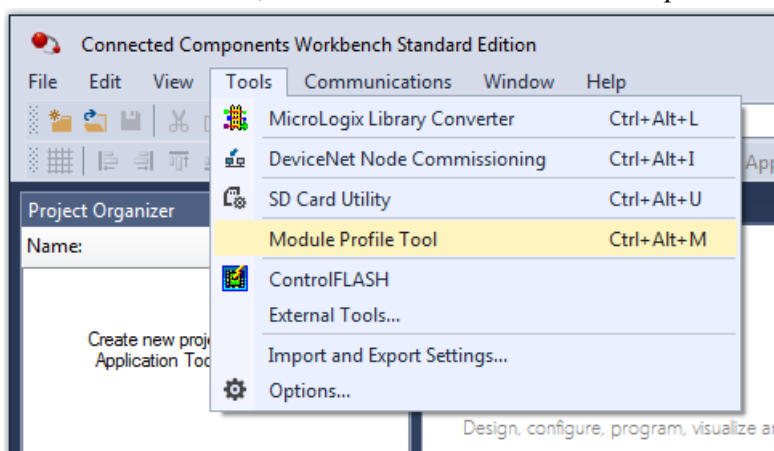 Connected Components Workbench Standard Edition
File Edit View Tools Communications Window Help
MicroLogix Library Converter Ctrl+Alt+L
DeviceNet Node Commissioning Ctrl+Alt+I
App
SD Card Utility Ctrl+Alt+U
Project Organizer
Module Profile Tool Ctrl+Alt+M
Name:
ControlFLASH
External Tools...
Create new proj
Application Too
Import and Export Settings...
Options...
Design, configure, program, visualize a